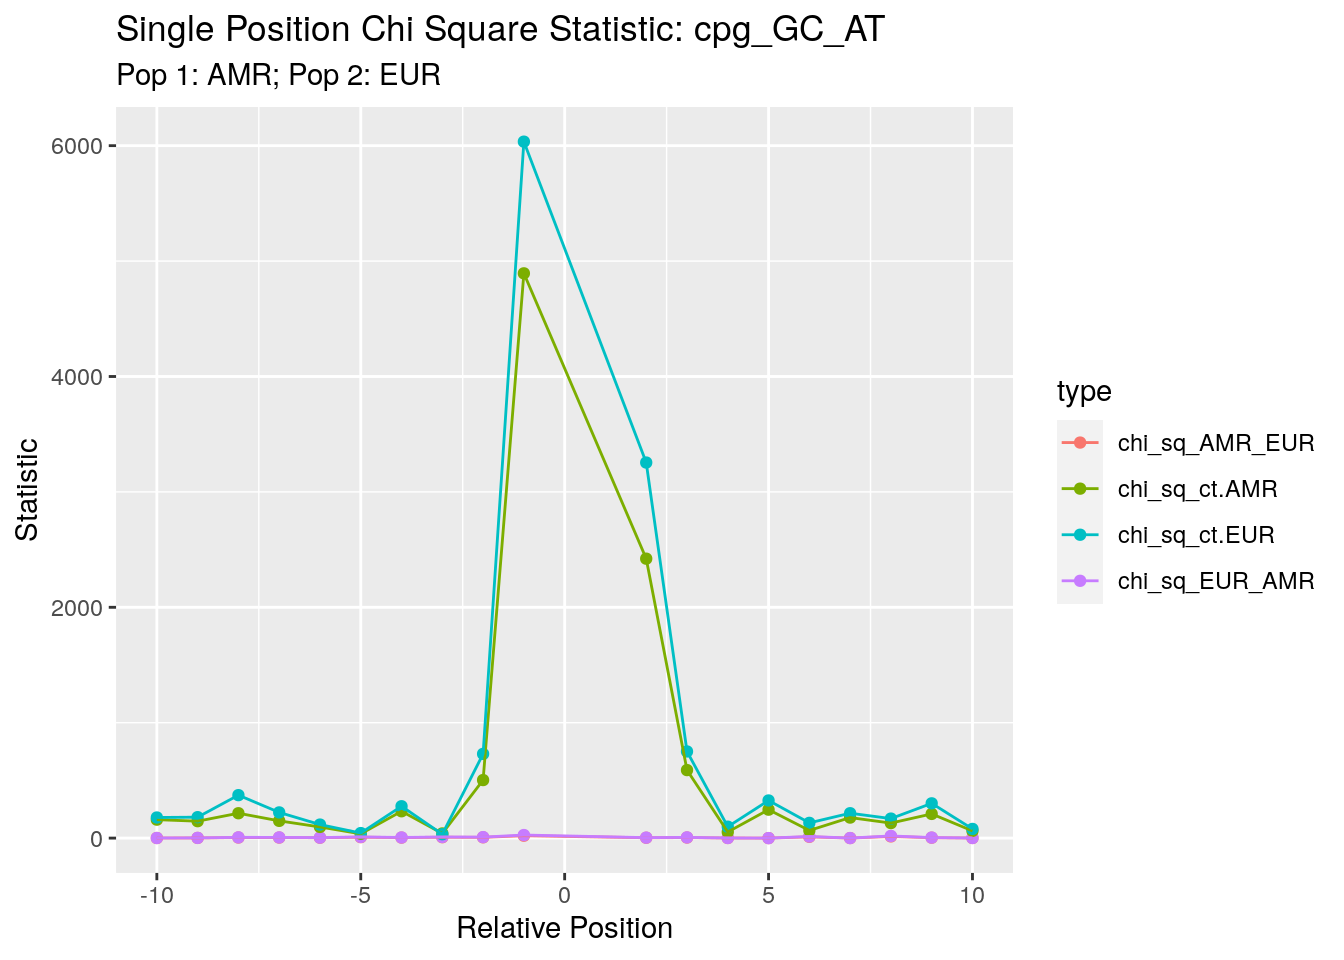 Single Position Chi Square Statistic: cpg_GC_AT
Pop 1: AMR; Pop 2: EUR
6000
4000
2000
0
Statistic
-10
-5
0
5
10
Relative Position
type
chi_sq_AMR_EUR
chi_sq_ct.AMR
chi_sq_ct.EUR
chi_sq_EUR_AMR